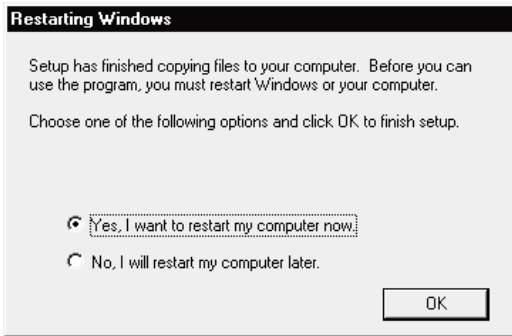 Restarting Windows
Setup has finished copying files to your computer. Before you can
use the program, you must restart Windows or your computer.
Choose one of the following options and click OK to finish setup.
Yes, I want to restart my computer now.
No, I will restart my computer later.
OK